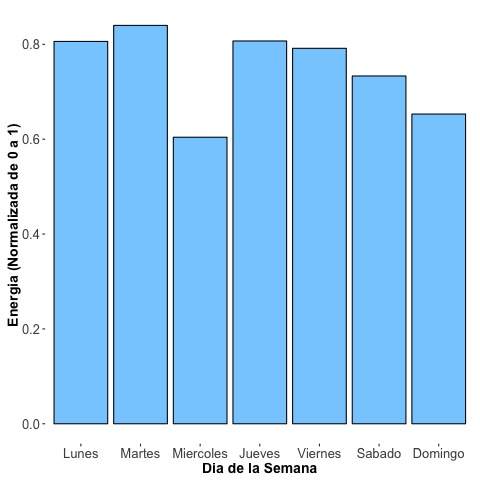 Energia (Normalizada de 0 a 1)
0.8
0.6
0.4
0.2
0.0
Lunes Martes Miercoles Jueves Viernes Sabado Domingo
Dia de la Semana